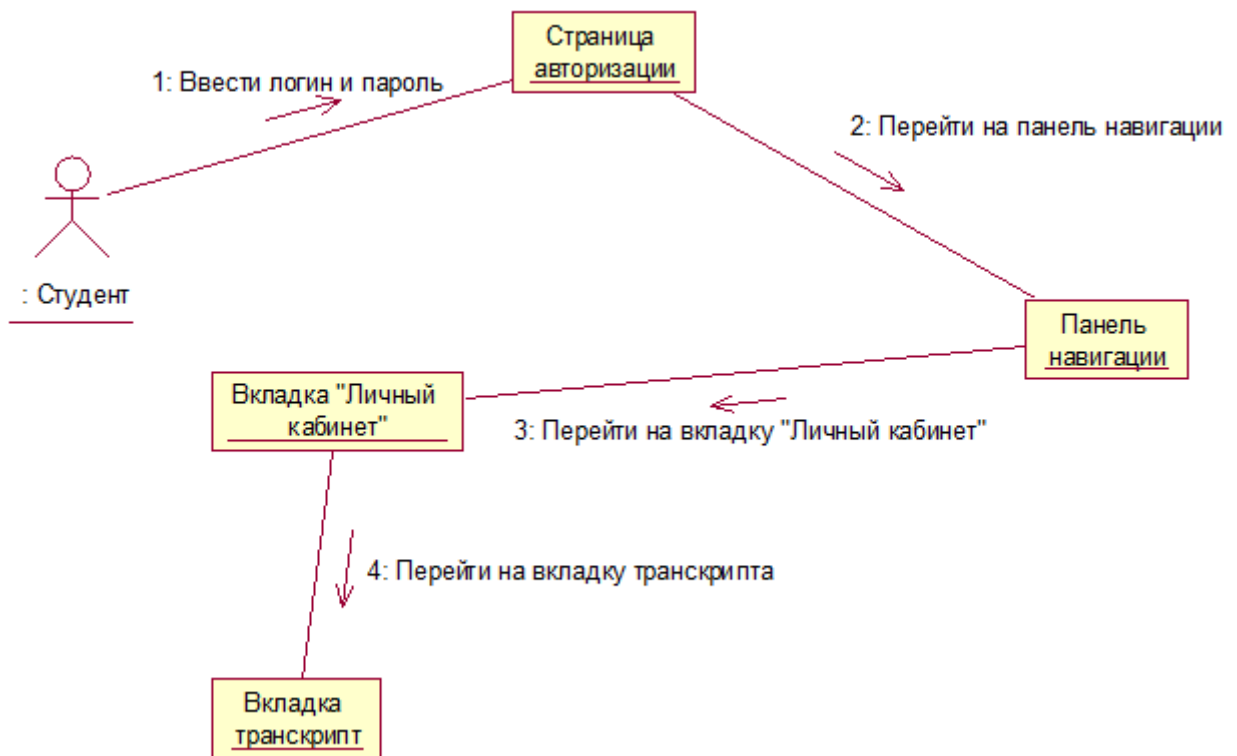 Страница
авторизации
1: Ввести логин и пароль
2: Перейти на панель навигации
: Студент
Панель
навигации
Вкладка "Личный
кабинет"
3: Перейти на вкладку "Личный кабинет"
4: Перейти на вкладку транскрипта
Вкладка
транскрипт